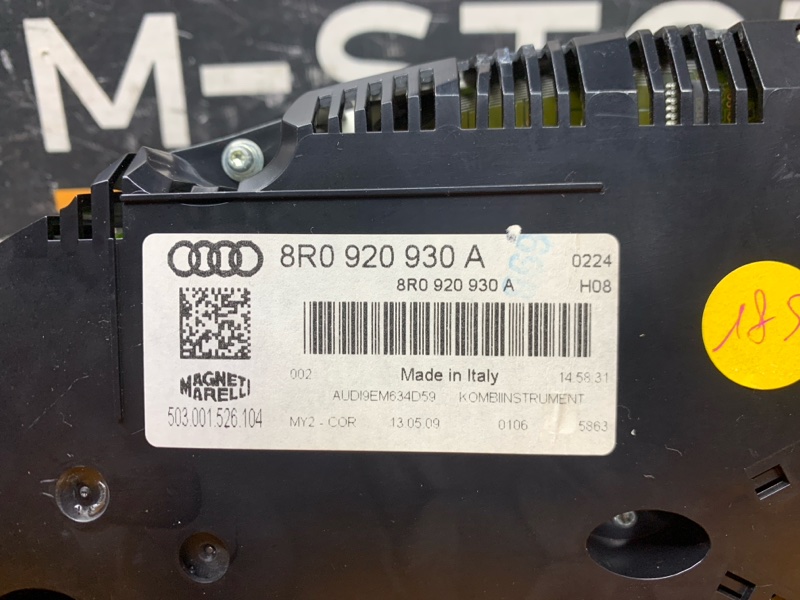 M-STO
8R0 920 930 A 0224
8R0 920 930 A H08
002 Made in Italy 14.58.31
MAGNETI MARELLI
AUDI9EM634D59 KOMBIINSTRUMENT
503.001.526.104
MY2 - COR 13.05.09 0106 5863